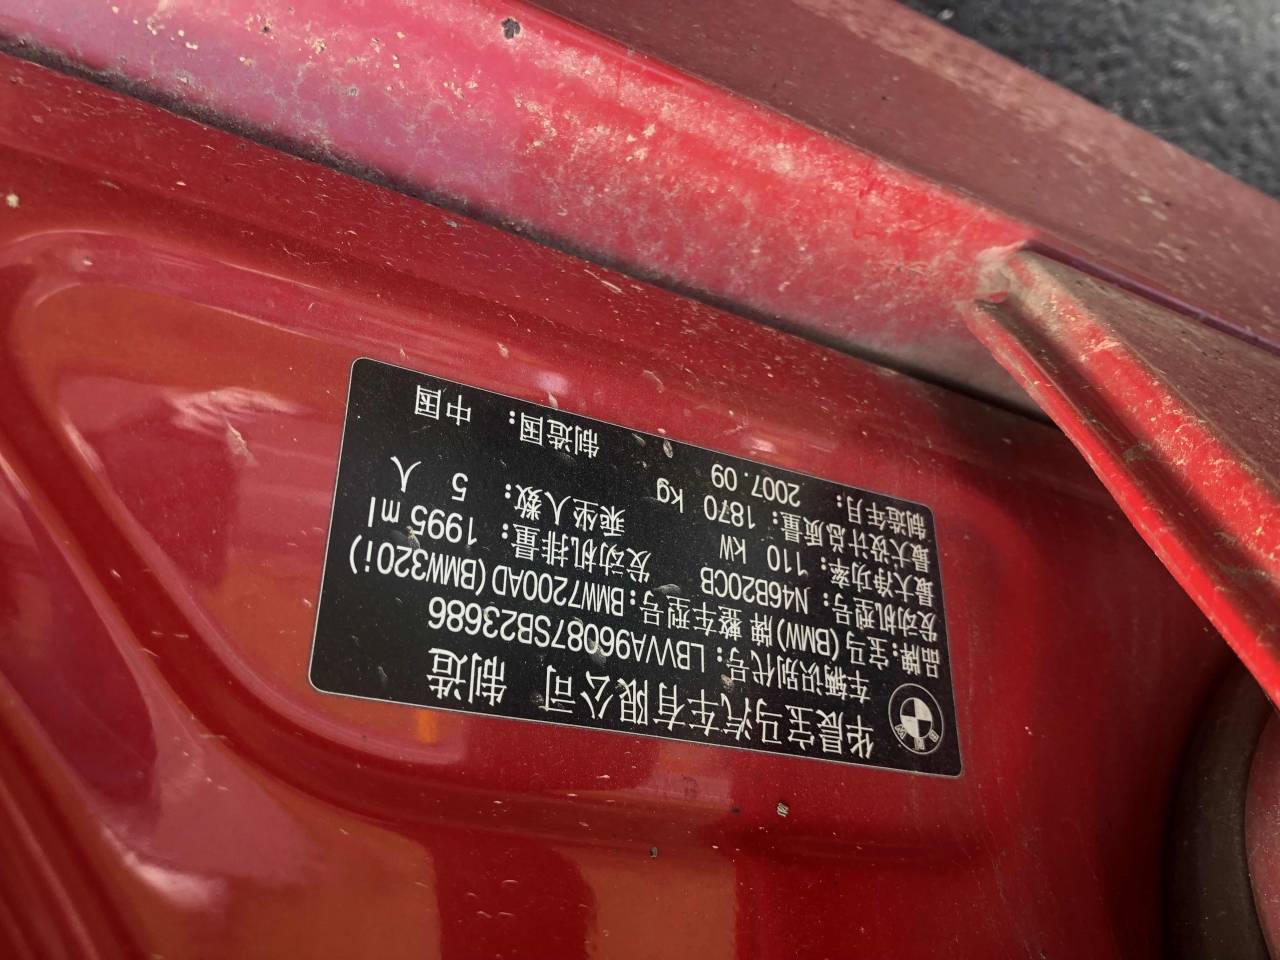 华晨宝马汽车有限公司 制造
车辆识别代号: LBVVA96087SB23686
品牌: 宝马(BMW)牌 整车型号: BMW7200AD(BMW320i)
发动机型号: N46B20CB 发动机排量: 1995 ml
最大净功率: 110 kW 乘坐人数: 5 人
最大设计总质量: 1870 kg
制造年月: 2007.09 制造国: 中国